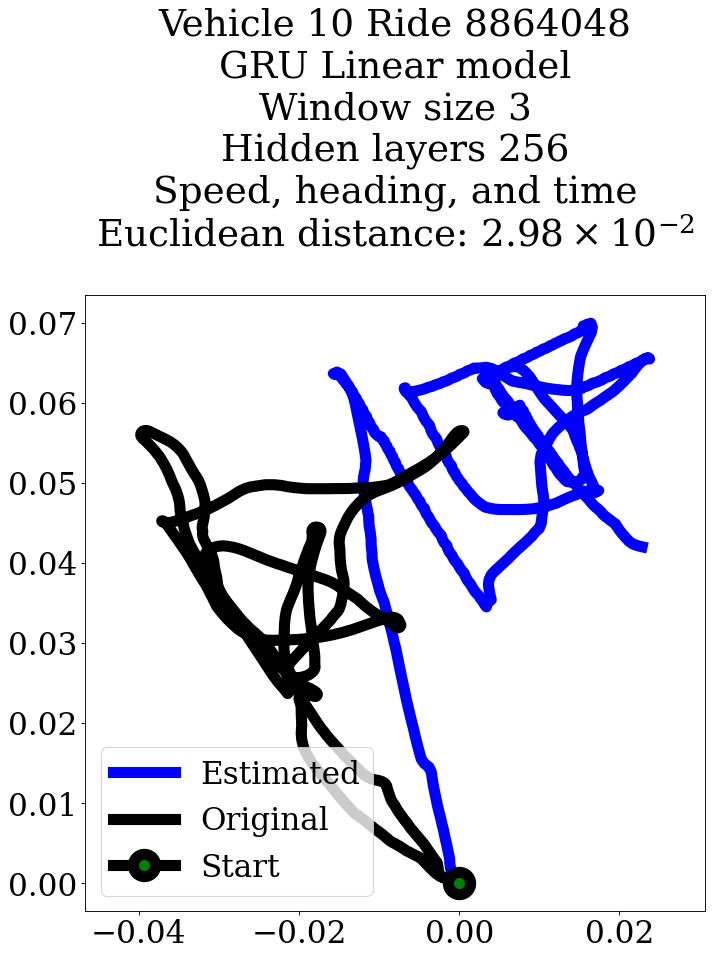 Vehicle 10 Ride 8864048
GRU Linear model
Window size 3
Hidden layers 256
Speed, heading, and time
Euclidean distance: 2.98 × 10⁻²
0.07
0.06
0.05
0.04
0.03
0.02
0.01
0.00
Estimated
Original
Start
−0.04 −0.02 0.00 0.02